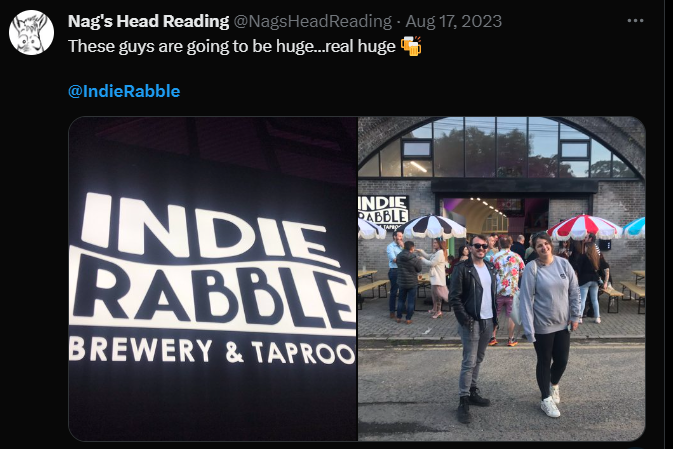 Nag's Head Reading @NagsHeadReading · Aug 17, 2023
These guys are going to be huge...real huge 🍻
@IndieRabble
INDIE
RABBLE
BREWERY & TAPROO
INDIE
RABBLE
& TAPROO